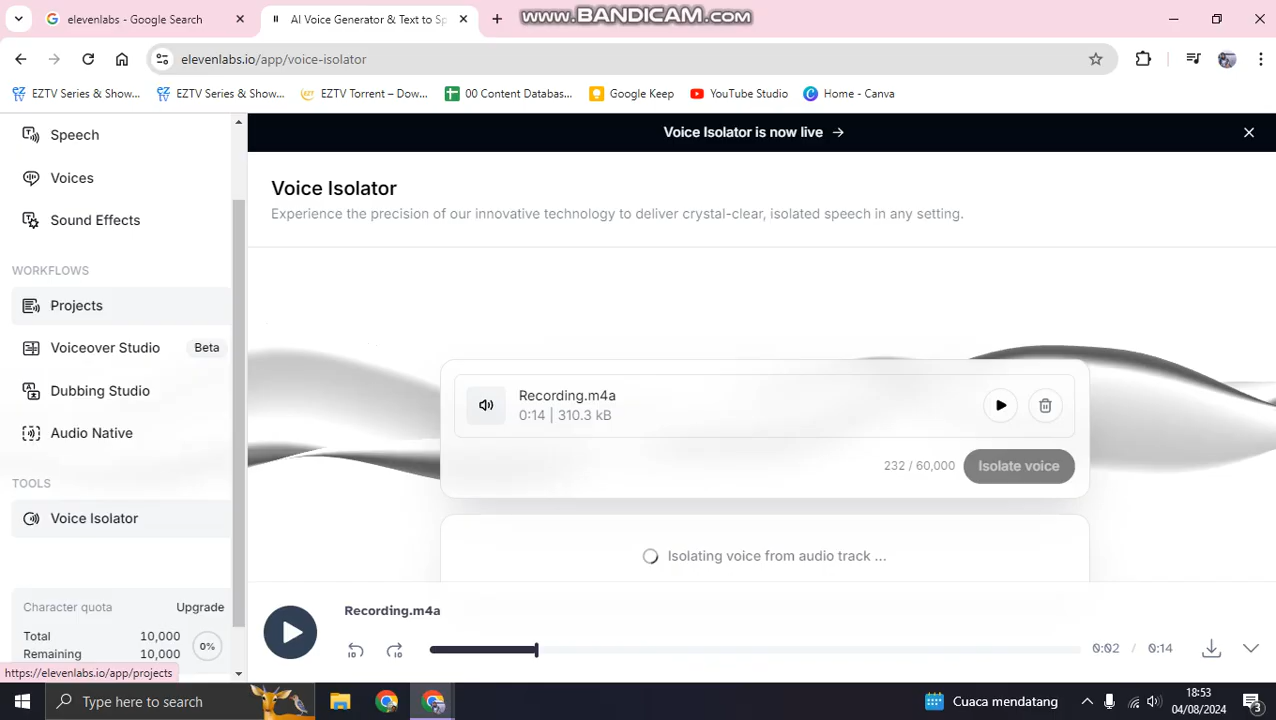 elevenlabs - Google Search
AI Voice Generator & Text to Sp
www.BANDICAM.com
elevenlabs.io/app/voice-isolator
EZTV Series & Show...
EZTV Series & Show...
EZTV Torrent – Dow...
00 Content Databas...
Google Keep
YouTube Studio
Home - Canva
Speech
Voices
Sound Effects
WORKFLOWS
Projects
Voiceover Studio Beta
Dubbing Studio
Audio Native
TOOLS
Voice Isolator
Character quota Upgrade
Total 10,000
Remaining 10,000
0%
https://elevenlabs.io/app/projects
Voice Isolator is now live →
Voice Isolator
Experience the precision of our innovative technology to deliver crystal-clear, isolated speech in any setting.
Recording.m4a
0:14 | 310.3 kB
232 / 60,000 Isolate voice
Isolating voice from audio track ...
Recording.m4a
0:02 / 0:14
Type here to search
Cuaca mendatang
18:53
04/08/2024
3